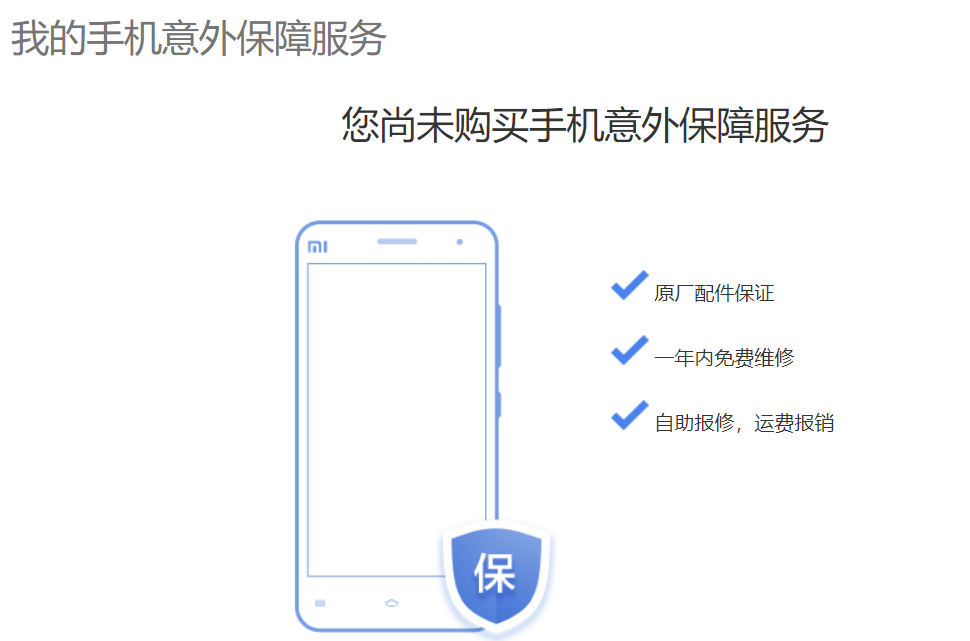 我的手机意外保障服务
您尚未购买手机意外保障服务
mi
原厂配件保证
一年内免费维修
自助报修，运费报销
保